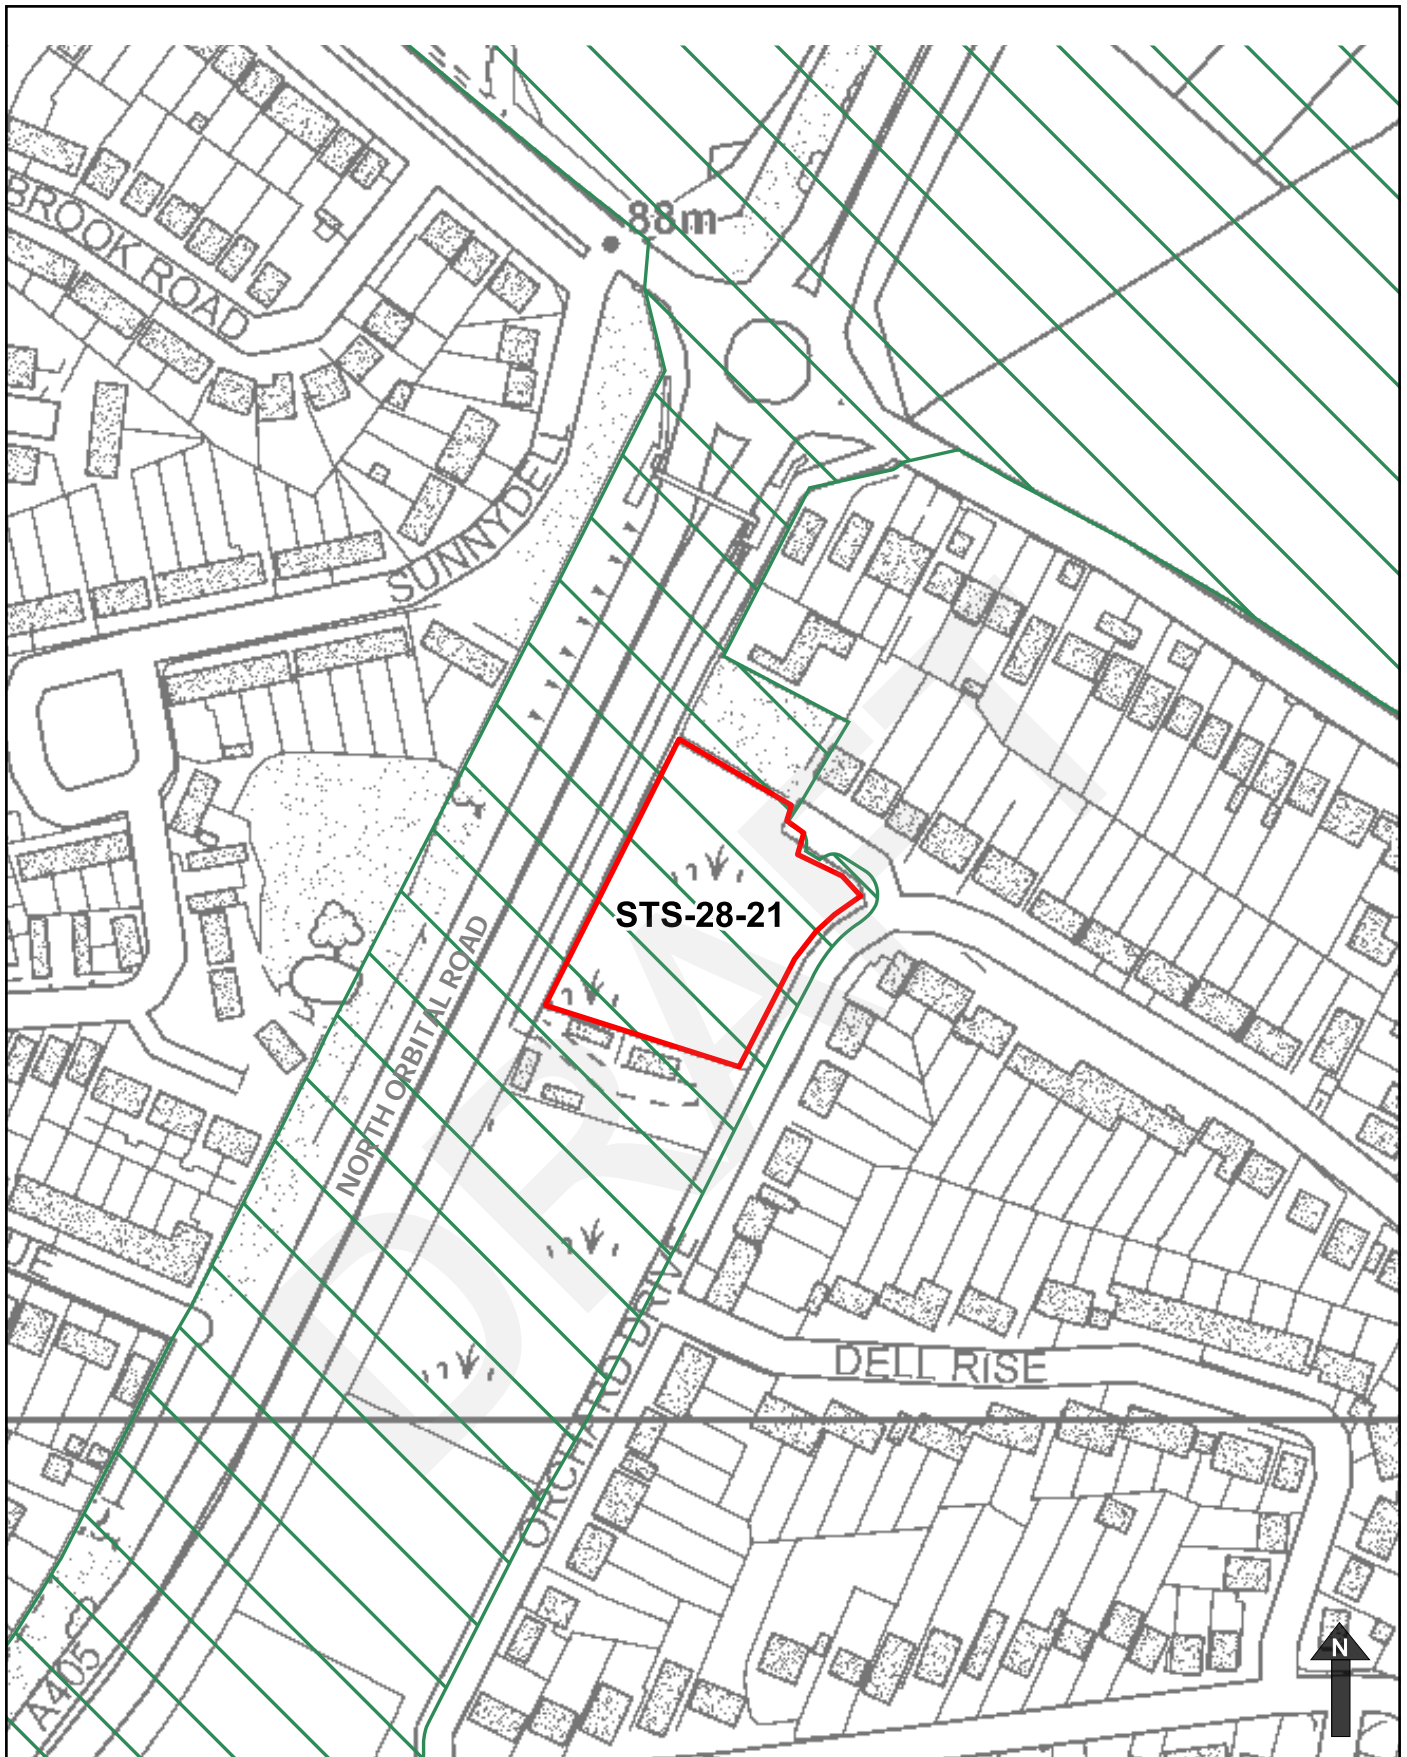 88m
BROOK ROAD
SUNNYDELL
STS-28-21
NORTH ORBITAL ROAD
ORCHARD DRIVE
DELL RISE
A405
N
DRAFT